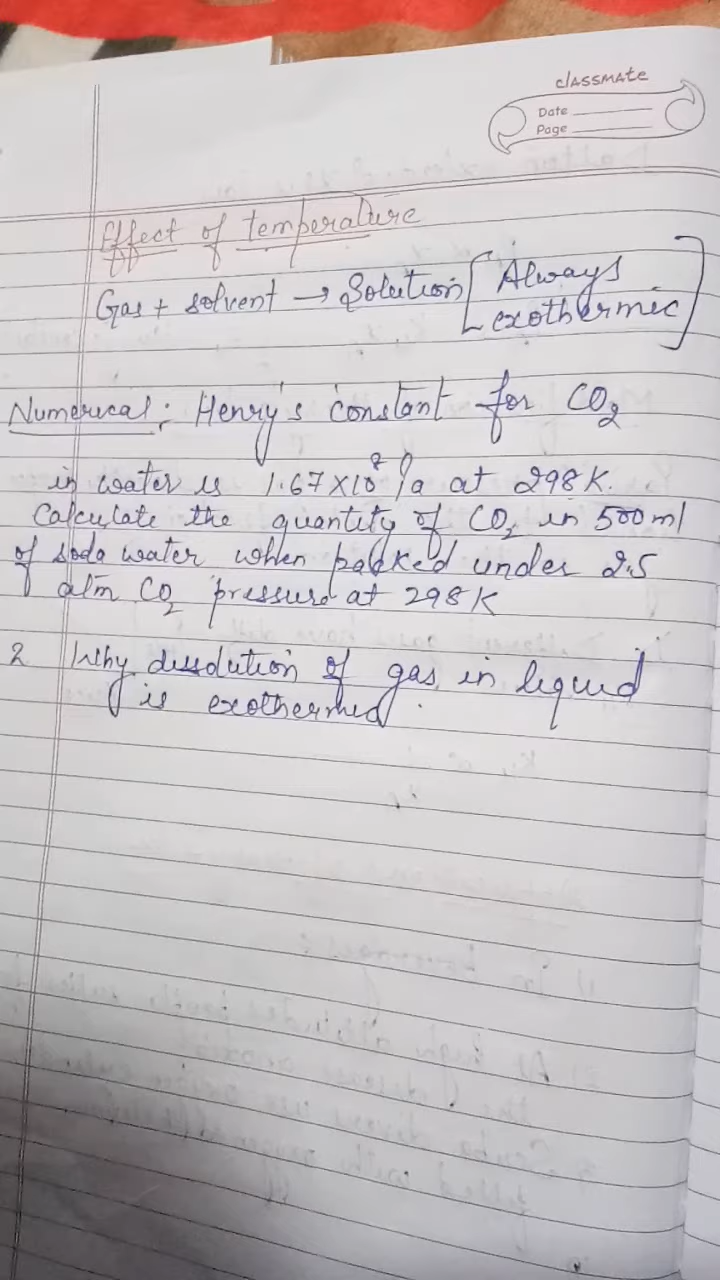 classmate
Date
Page
Effect of temperature
Gas + solvent → Solution [Always
exothermic]
Numerical: Henry's constant for CO2
in water is 1.67 X 10^8 Pa at 298 K.
Calculate the quantity of CO2 in 500 ml
of soda water when packed under 2.5
atm CO2 pressure at 298 K
2 Why dissolution of gas in liquid
is exothermic.